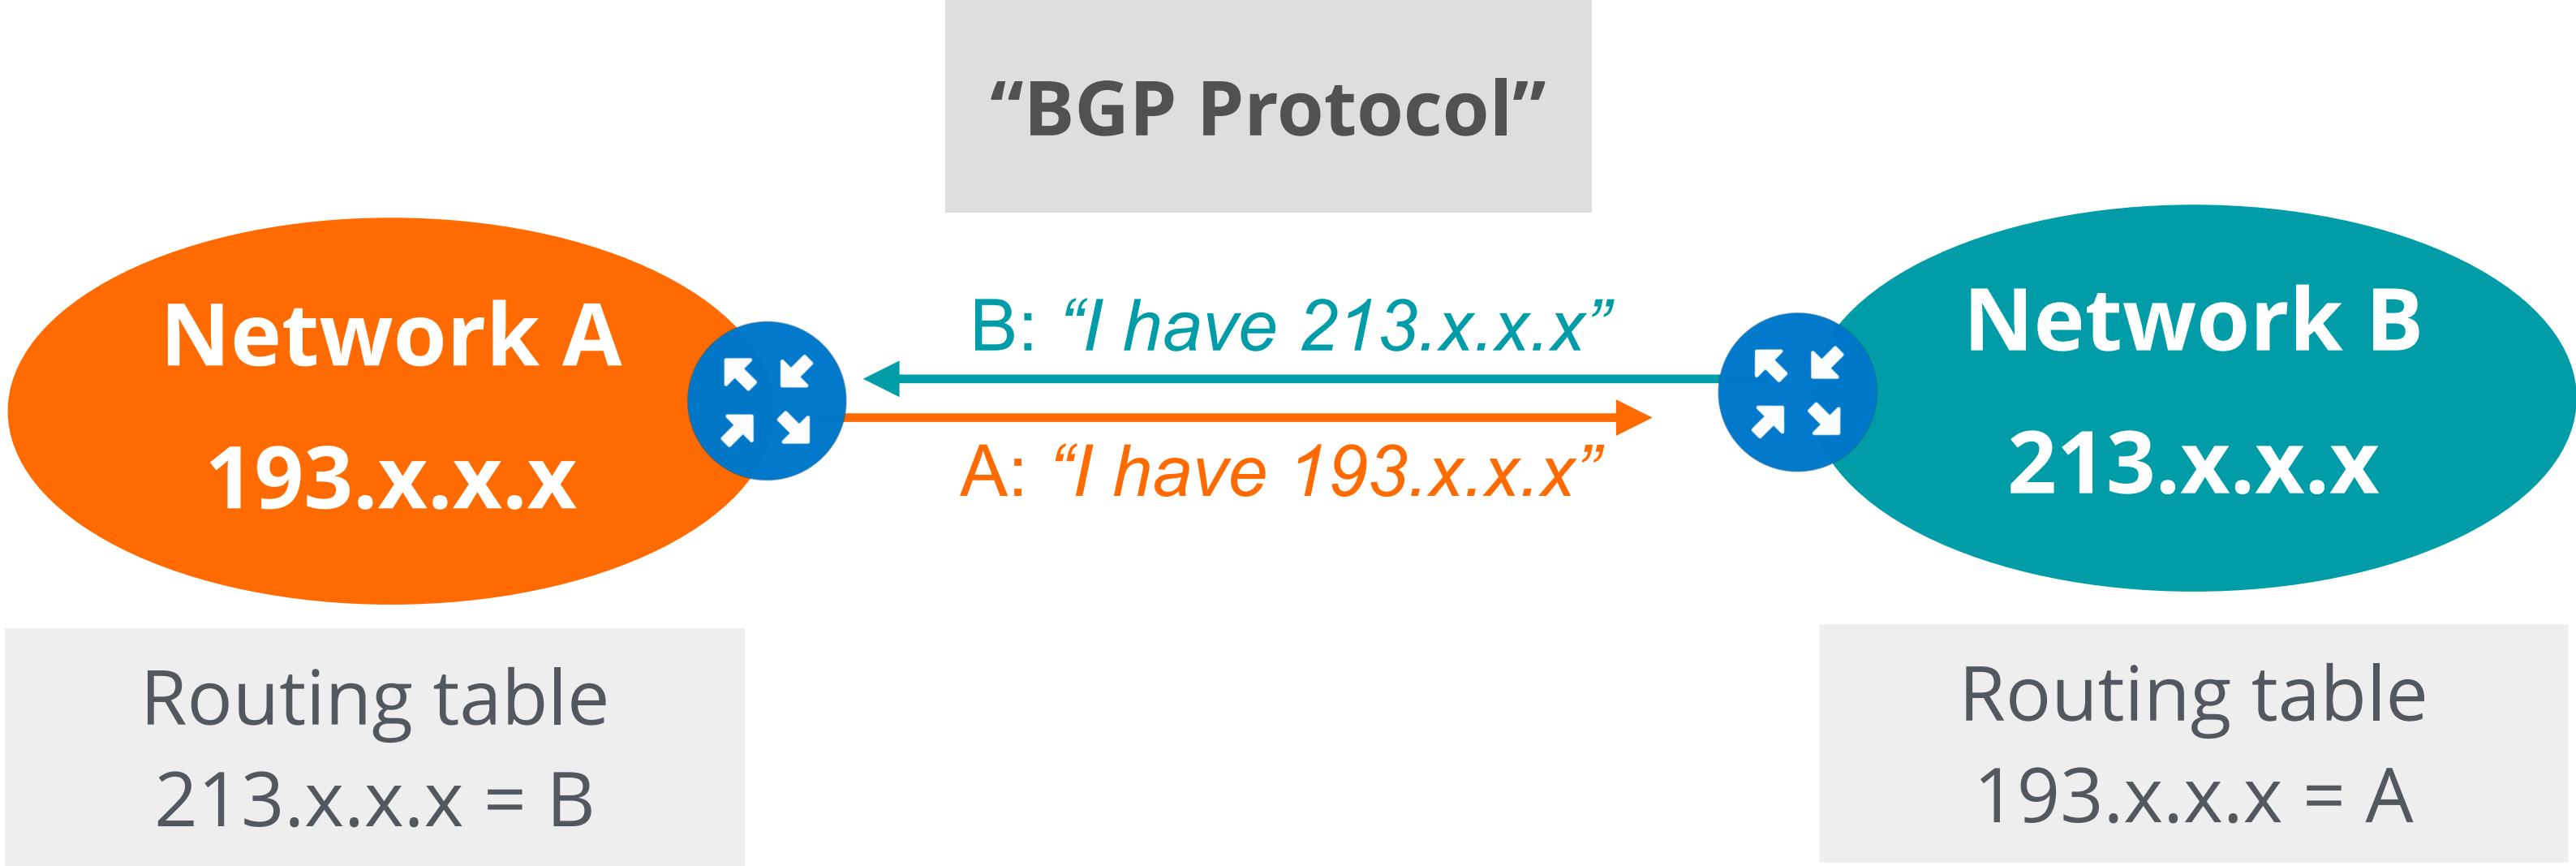 “BGP Protocol”
Network A
193.x.x.x
B: “I have 213.x.x.x”
A: “I have 193.x.x.x”
Network B
213.x.x.x
Routing table
213.x.x.x = B
Routing table
193.x.x.x = A